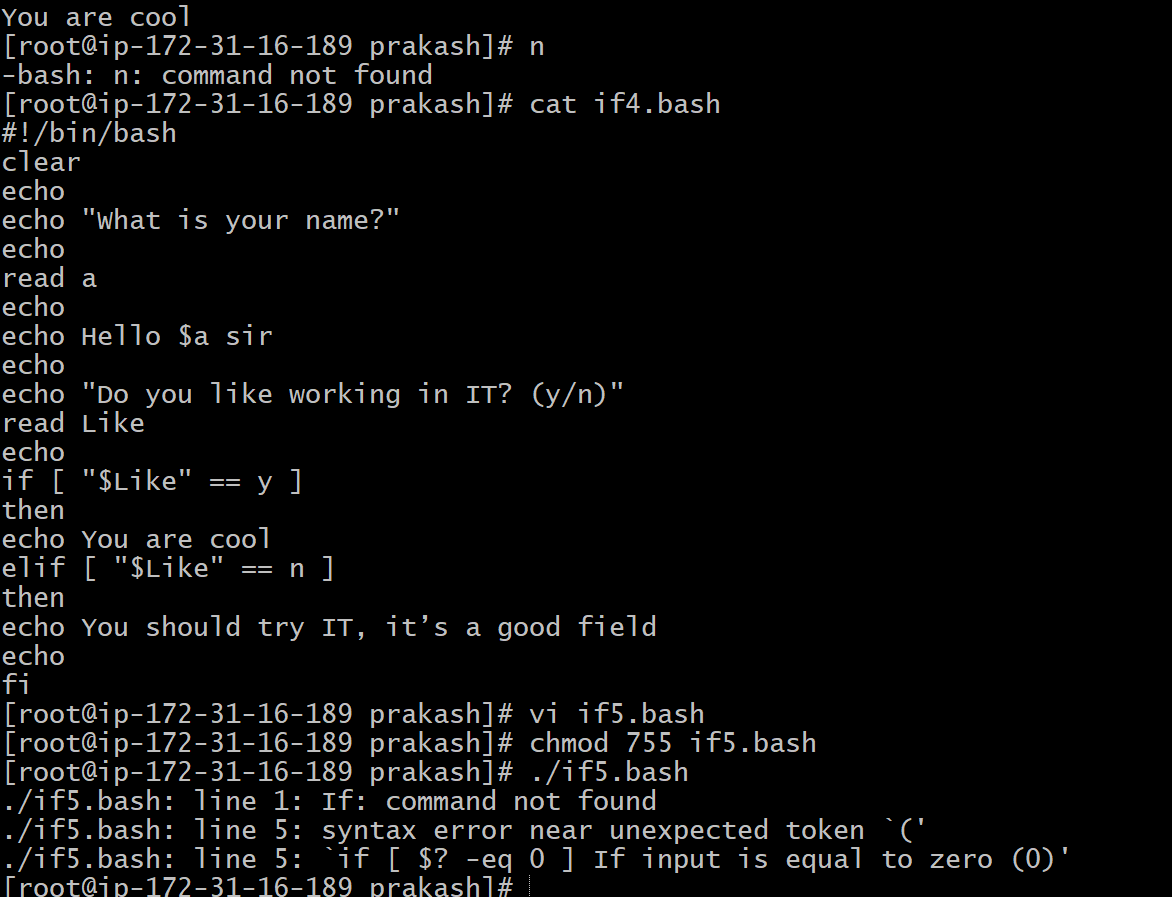 You are cool
[root@ip-172-31-16-189 prakash]# n
-bash: n: command not found
[root@ip-172-31-16-189 prakash]# cat if4.bash
#!/bin/bash
clear
echo
echo "What is your name?"
echo
read a
echo
echo Hello $a sir
echo
echo "Do you like working in IT? (y/n)"
read Like
echo
if [ "$Like" == y ]
then
echo You are cool
elif [ "$Like" == n ]
then
echo You should try IT, it’s a good field
echo
fi
[root@ip-172-31-16-189 prakash]# vi if5.bash
[root@ip-172-31-16-189 prakash]# chmod 755 if5.bash
[root@ip-172-31-16-189 prakash]# ./if5.bash
./if5.bash: line 1: If: command not found
./if5.bash: line 5: syntax error near unexpected token `('
./if5.bash: line 5: `if [ $? -eq 0 ] If input is equal to zero (0)'
[root@ip-172-31-16-189 prakash]#